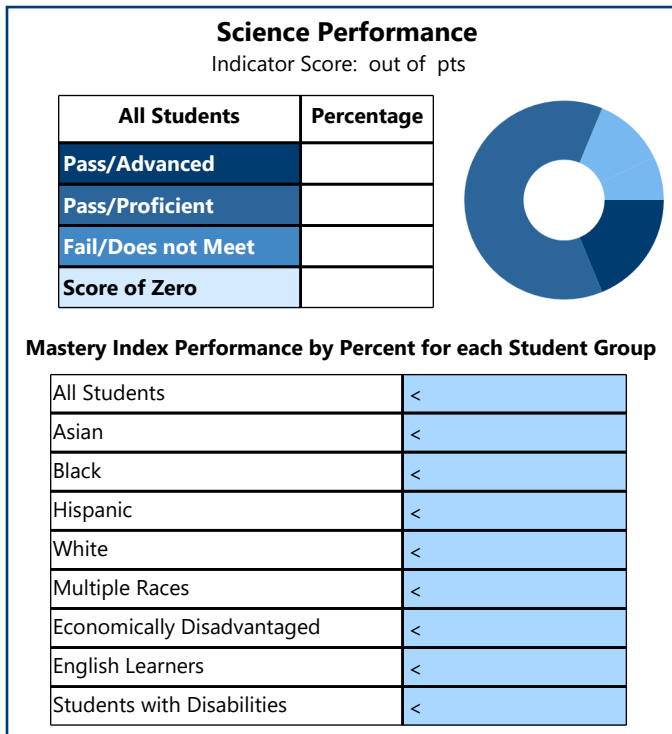 Science Performance
Indicator Score:  out of  pts
All Students Percentage
Pass/Advanced
Pass/Proficient
Fail/Does not Meet
Score of Zero
Mastery Index Performance by Percent for each Student Group
All Students <
Asian <
Black <
Hispanic <
White <
Multiple Races <
Economically Disadvantaged <
English Learners <
Students with Disabilities <